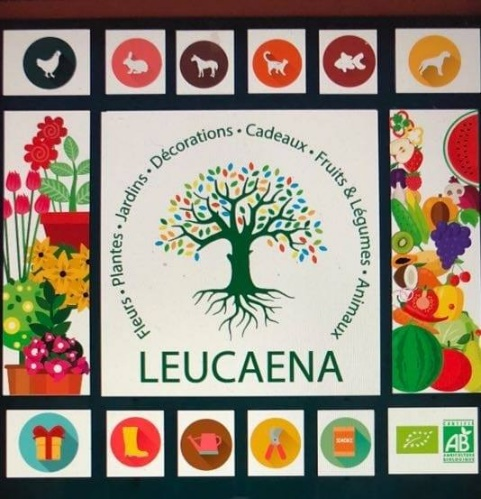 Fleurs • Plantes • Jardins • Décorations • Cadeaux • Fruits & Légumes • Animaux
LEUCAENA
AB
AGRICULTURE
BIOLOGIQUE